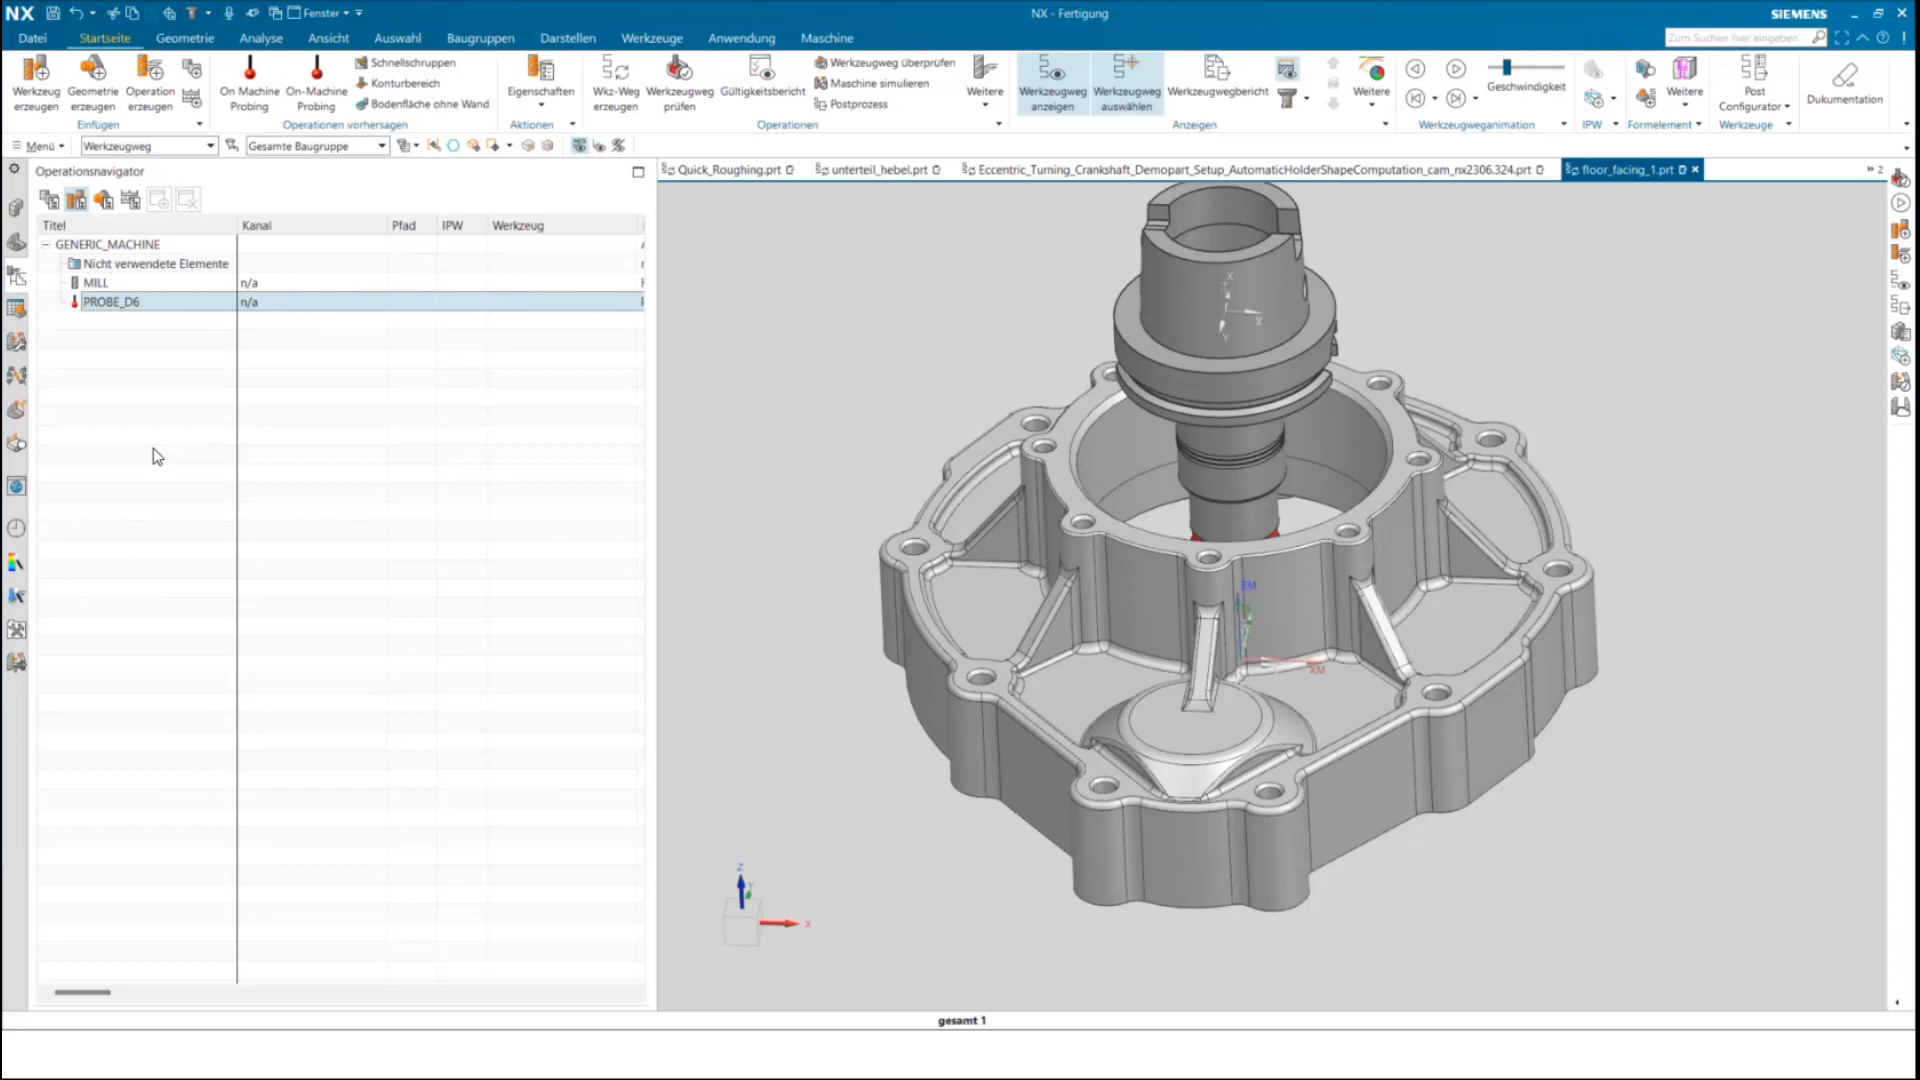 NX
Fenster
NX - Fertigung
SIEMENS
Datei
Startseite
Geometrie
Analyse
Ansicht
Auswahl
Baugruppen
Darstellen
Werkzeuge
Anwendung
Maschine
Zum Suchen hier eingeben
Werkzeug erzeugen
Geometrie erzeugen
Operation erzeugen
Einfügen
On Machine Probing
On-Machine Probing
Schnellschruppen
Konturbereich
Bodenfläche ohne Wand
Operationen vorhersagen
Eigenschaften
Aktionen
Wkz-Weg erzeugen
Werkzeugweg prüfen
Gültigkeitsbericht
Werkzeugweg überprüfen
Maschine simulieren
Postprozess
Weitere
Operationen
Werkzeugweg anzeigen
Werkzeugweg auswählen
Werkzeugwegbericht
Weitere
Anzeigen
Geschwindigkeit
Werkzeugweganimation
IPW
Weitere
Formelement
Post Configurator
Werkzeuge
Dokumentation
Menü
Werkzeugweg
Gesamte Baugruppe
Operationsnavigator
Quick_Roughing.prt
unterteil_hebel.prt
Eccentric_Turning_Crankshaft_Demopart_Setup_AutomaticHolderShapeComputation_cam_nx2306.324.prt
floor_facing_1.prt
2
Titel Kanal Pfad IPW Werkzeug
GENERIC_MACHINE
Nicht verwendete Elemente
MILL n/a
PROBE_D6 n/a
X
Z
Y
ZM
XM
Z
Y
X
gesamt 1